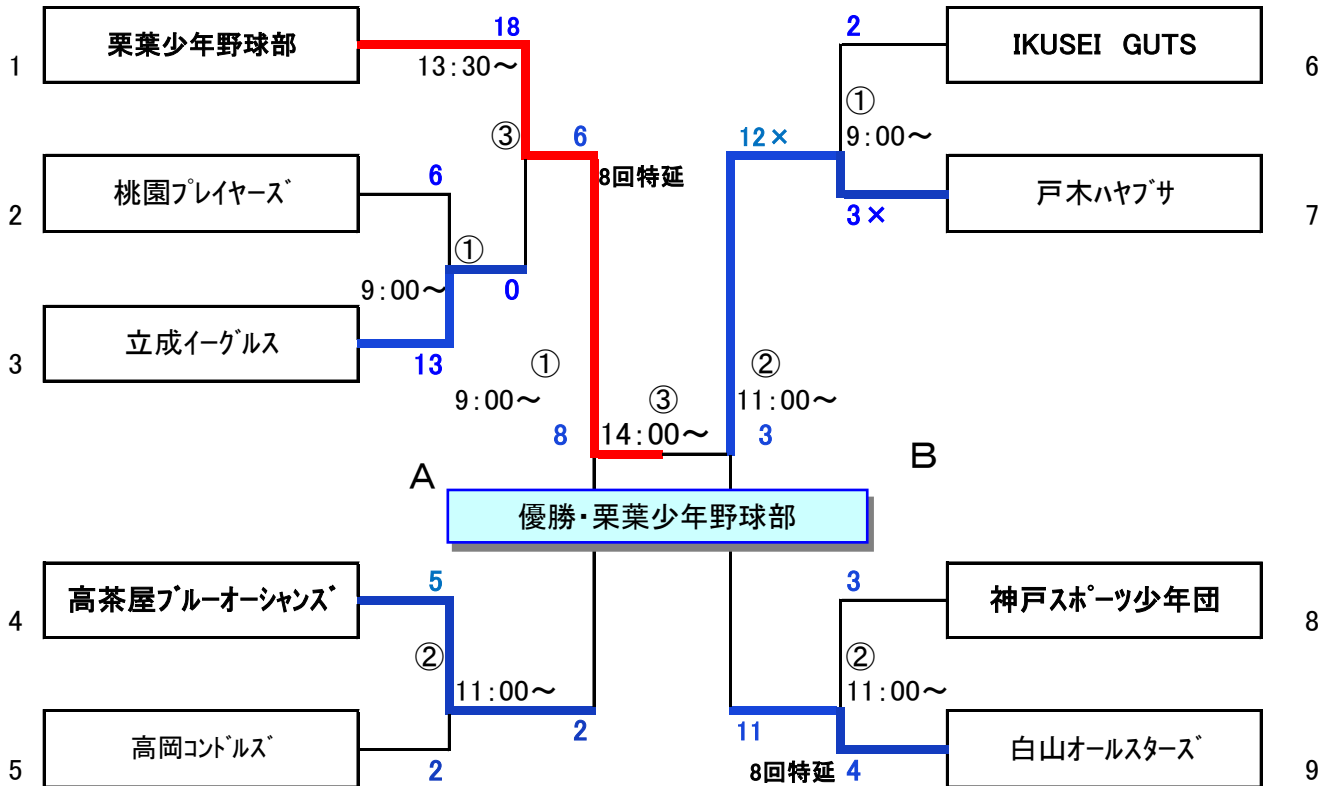 18
2
栗葉少年野球部
IKUSEI GUTS
1
13:30～
6
①
③
6
12×
9:00～
8回特延
6
桃園プレイヤーズ
戸木ハヤブサ
2
3×
7
①
9:00～
0
立成イーグルス
3
13
①
②
9:00～
③
11:00～
8
14:00～
3
A
B
優勝・栗葉少年野球部
5
3
高茶屋ブルーオーシャンズ
神戸スポーツ少年団
4
8
②
②
11:00～
11:00～
2
11
高岡コンドルズ
白山オールスターズ
5
2
8回特延
4
9